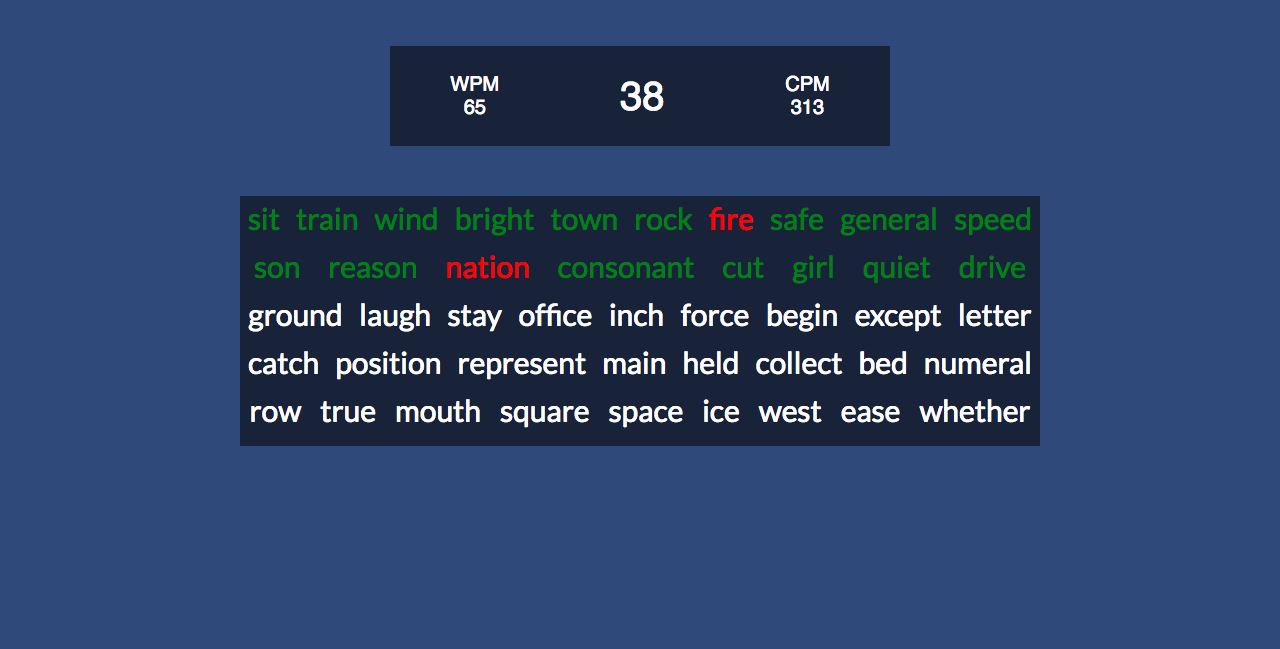 WPM 38 CPM
65 313
sit train wind bright town rock fire safe general speed
son reason nation consonant cut girl quiet drive
ground laugh stay office inch force begin except letter
catch position represent main held collect bed numeral
row true mouth square space ice west ease whether